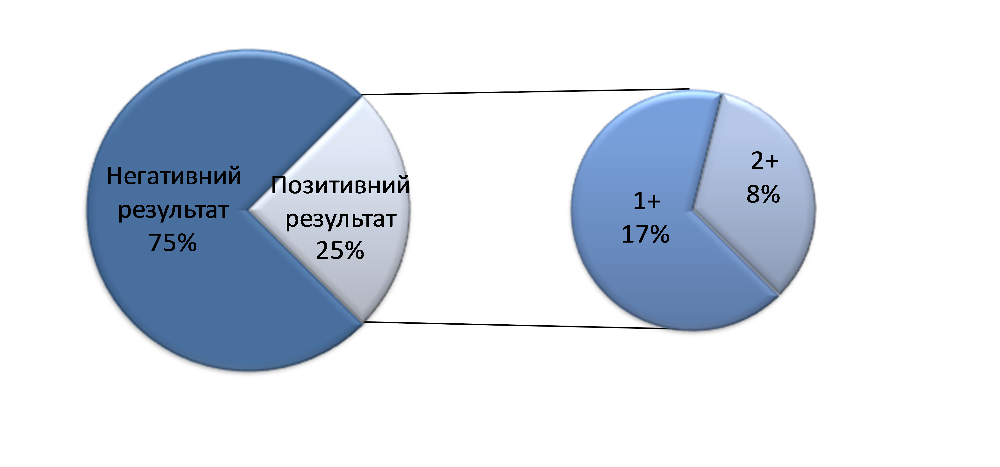 Негативний
результат
75%
Позитивний
результат
25%
1+
17%
2+
8%